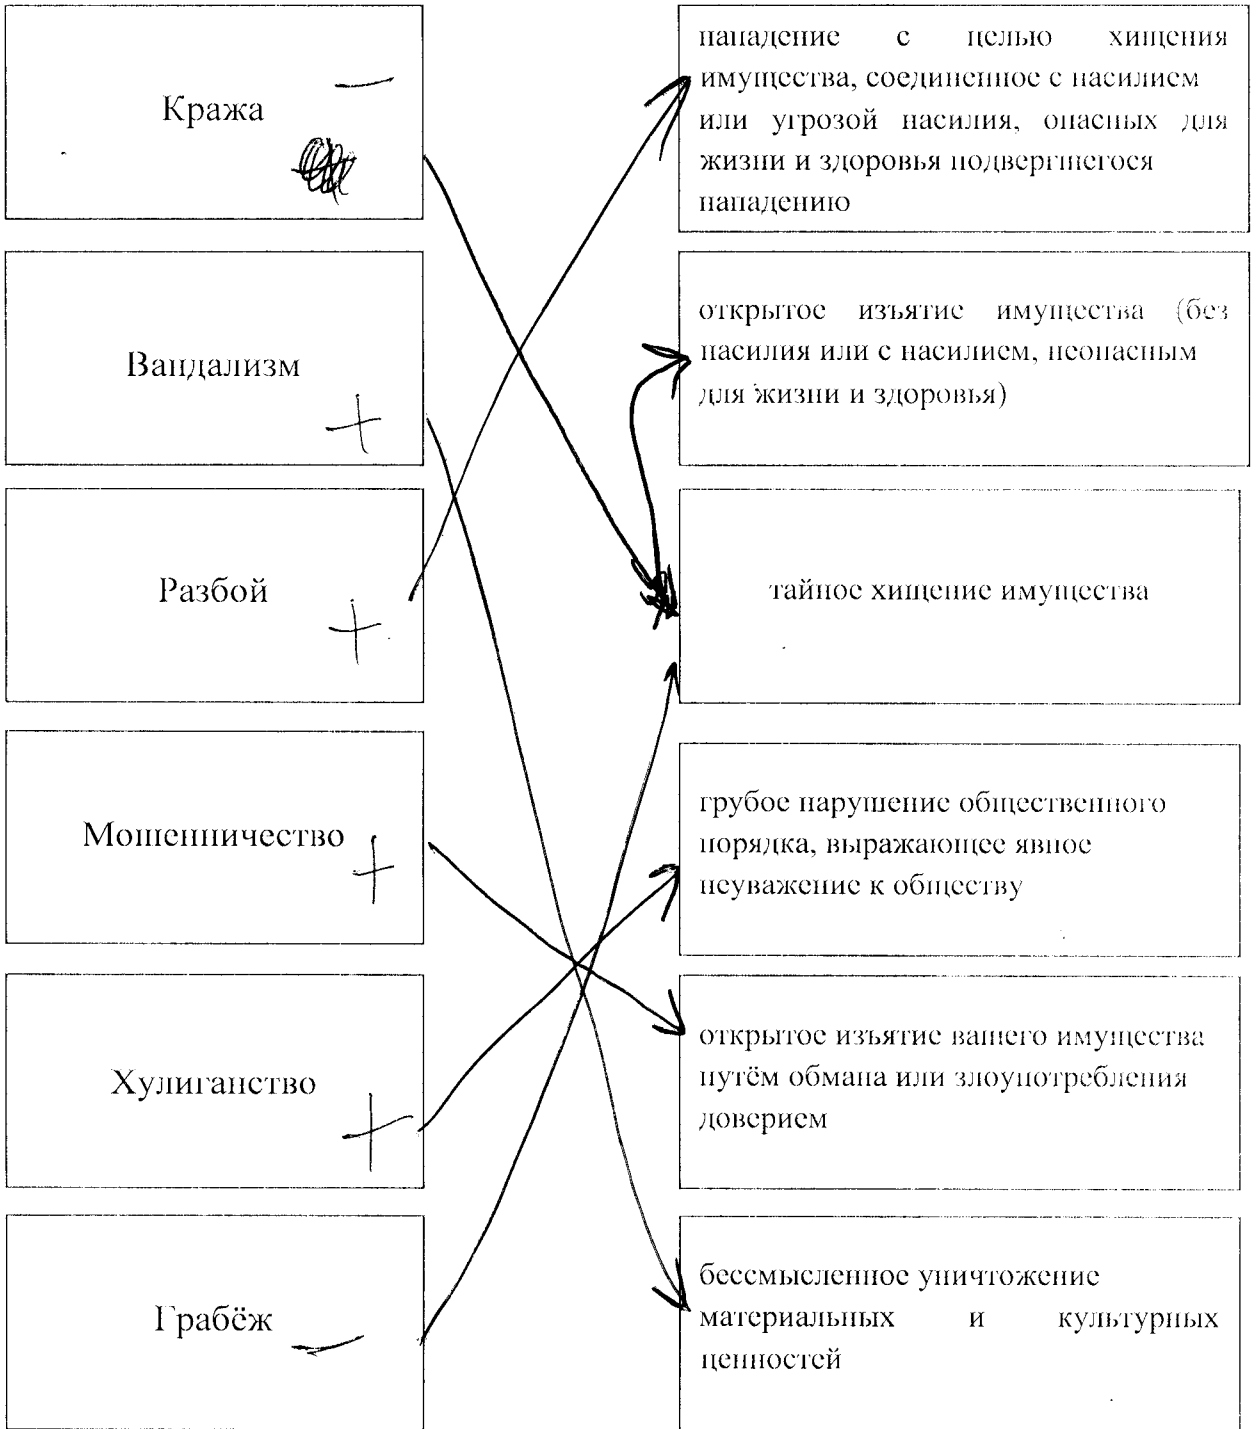 Кража
нападение с целью хищения
имущества, соединенное с насилием
или угрозой насилия, опасных для
жизни и здоровья подвергшегося
нападению
Вандализм
открытое изъятие имущества (без
насилия или с насилием, неопасным
для жизни и здоровья)
Разбой
тайное хищение имущества
Мошенничество
грубое нарушение общественного
порядка, выражающее явное
неуважение к обществу
Хулиганство
открытое изъятие вашего имущества
путём обмана или злоупотребления
доверием
Грабёж
бессмысленное уничтожение
материальных и культурных
ценностей